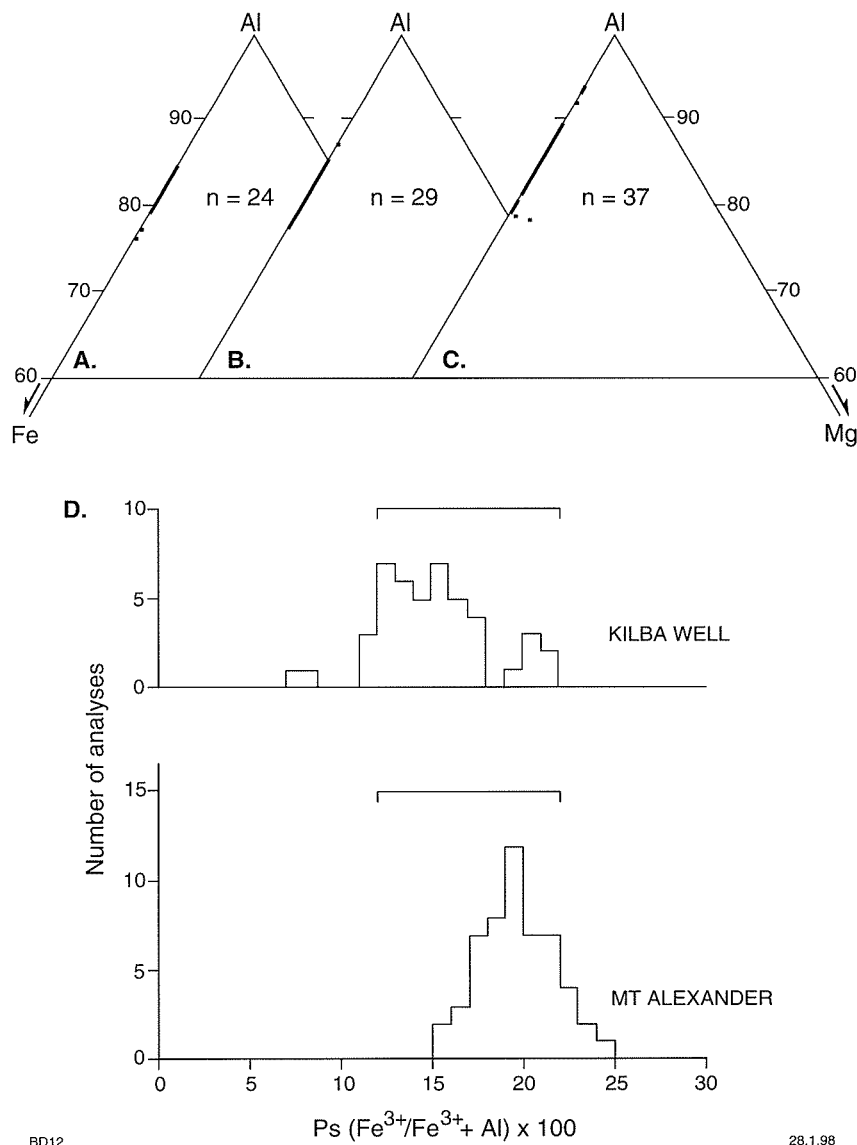 Al Al Al
90 90
80 n = 24 n = 29 n = 37 80
70 70
60 A. B. C. 60
Fe Mg
D.
10
5
0
KILBA WELL
Number of analyses
15
10
5
0
MT ALEXANDER
0 5 10 15 20 25 30
Ps (Fe³⁺/Fe³⁺+ Al) x 100
BD12 28.1.98